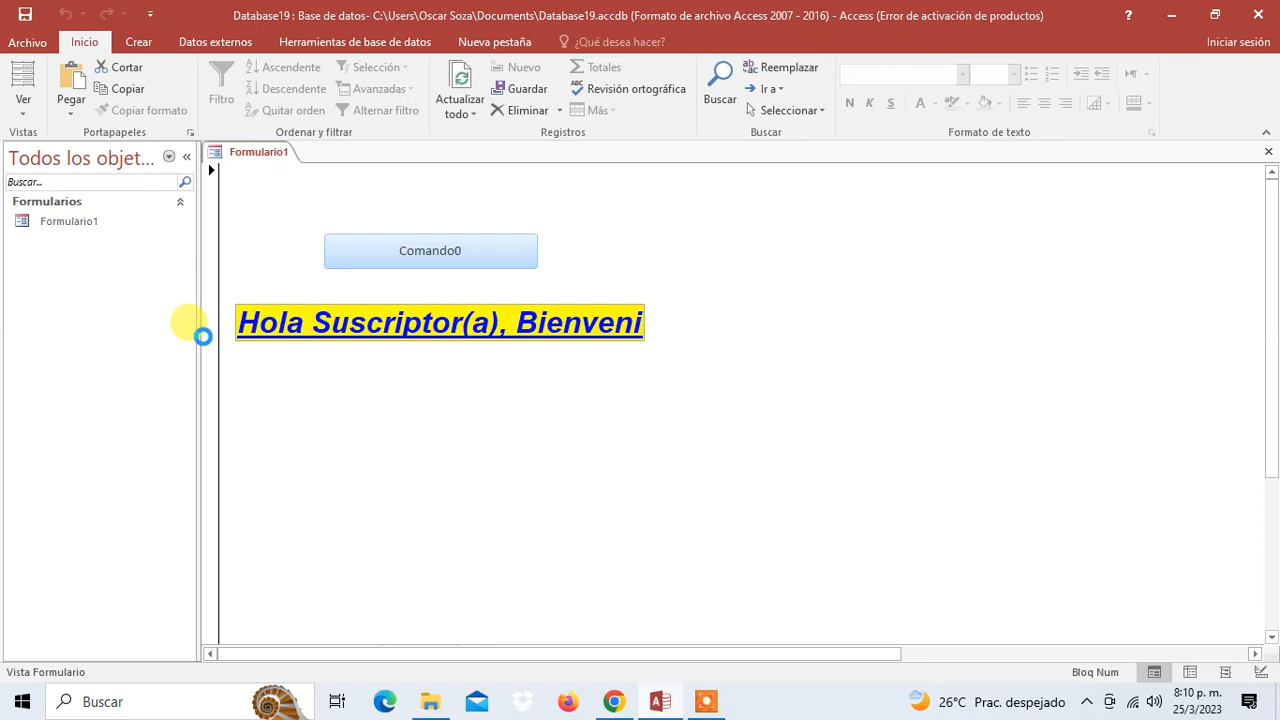 Database19 : Base de datos- C:\Users\Oscar Soza\Documents\Database19.accdb (Formato de archivo Access 2007 - 2016) - Access (Error de activación de productos)
?
Archivo Inicio Crear Datos externos Herramientas de base de datos Nueva pestaña ¿Qué desea hacer? Iniciar sesión
Ver
Vistas
Pegar
Cortar
Copiar
Copiar formato
Portapapeles
Filtro
Ascendente
Descendente
Quitar orden
Selección
Avanzadas
Alternar filtro
Ordenar y filtrar
Actualizar
todo
Nuevo
Guardar
Eliminar
Totales
Revisión ortográfica
Más
Registros
Buscar
Reemplazar
Ir a
Seleccionar
Buscar
N K S A
Formato de texto
Todos los objet...
Buscar...
Formularios
Formulario1
Formulario1
Comando0
Hola Suscriptor(a), Bienveni
Vista Formulario
Bloq Num
Buscar
26°C Prac. despejado
8:10 p. m.
25/3/2023